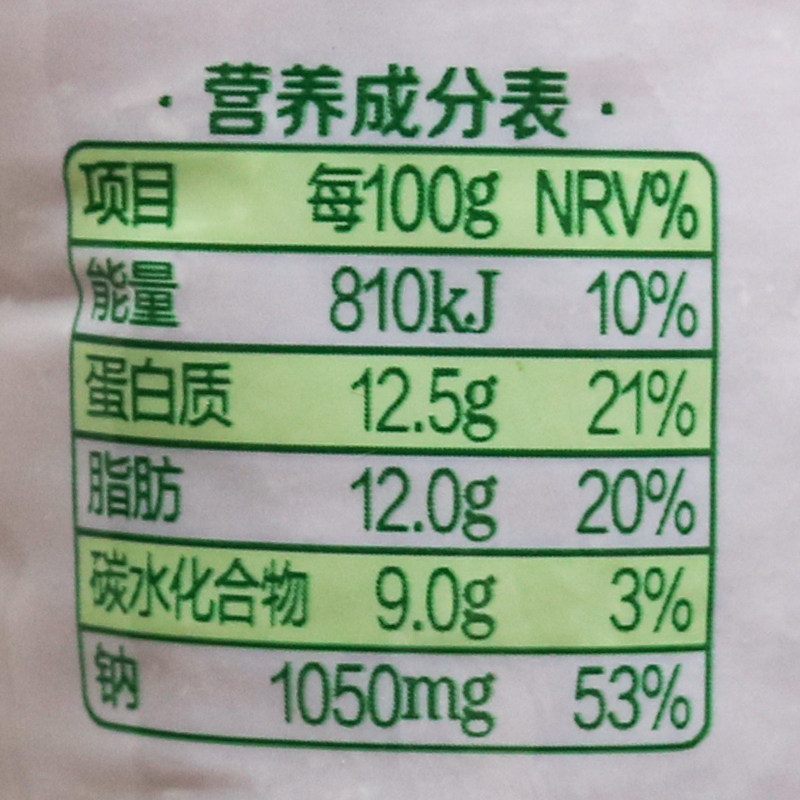 ·营养成分表·
项目 每100g NRV%
能量 810kJ 10%
蛋白质 12.5g 21%
脂肪 12.0g 20%
碳水化合物 9.0g 3%
钠 1050mg 53%